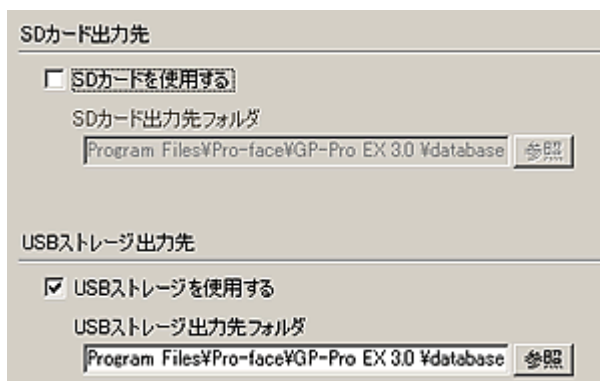 SDカード出力先
SDカードを使用する
SDカード出力先フォルダ
Program Files¥Pro-face¥GP-Pro EX 3.0 ¥database 参照
USBストレージ出力先
USBストレージを使用する
USBストレージ出力先フォルダ
Program Files¥Pro-face¥GP-Pro EX 3.0 ¥database 参照